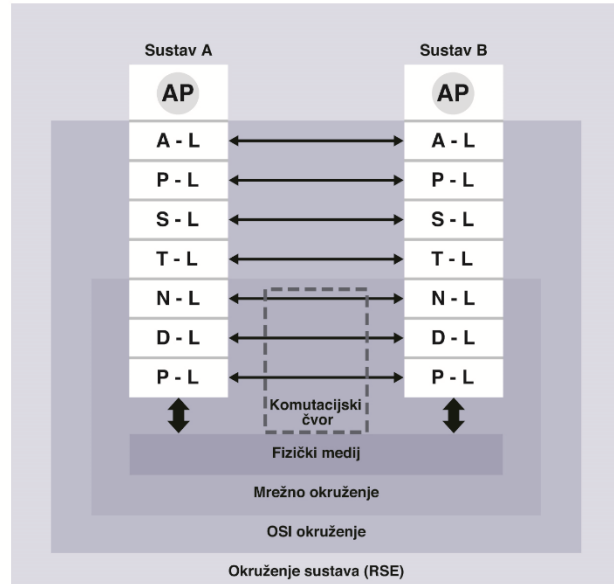 Sustav A Sustav B
AP AP
A - L A - L
P - L P - L
S - L S - L
T - L T - L
N - L N - L
D - L D - L
P - L P - L
Komutacijski
čvor
Fizički medij
Mrežno okruženje
OSI okruženje
Okruženje sustava (RSE)